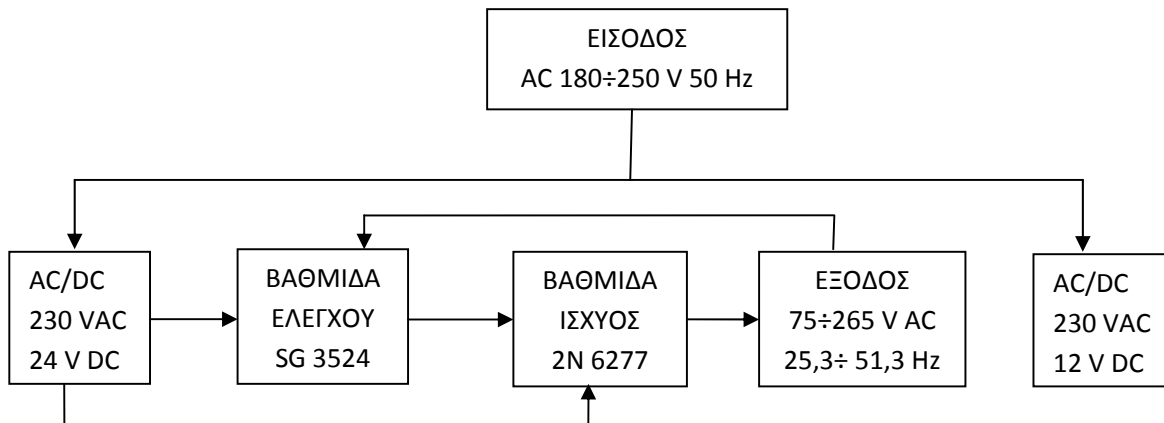 ΕΙΣΟΔΟΣ
AC 180÷250 V 50 Hz
AC/DC
230 VAC
24 V DC
ΒΑΘΜΙΔΑ
ΕΛΕΓΧΟΥ
SG 3524
ΒΑΘΜΙΔΑ
ΙΣΧΥΟΣ
2N 6277
ΕΞΟΔΟΣ
75÷265 V AC
25,3÷ 51,3 Hz
AC/DC
230 VAC
12 V DC